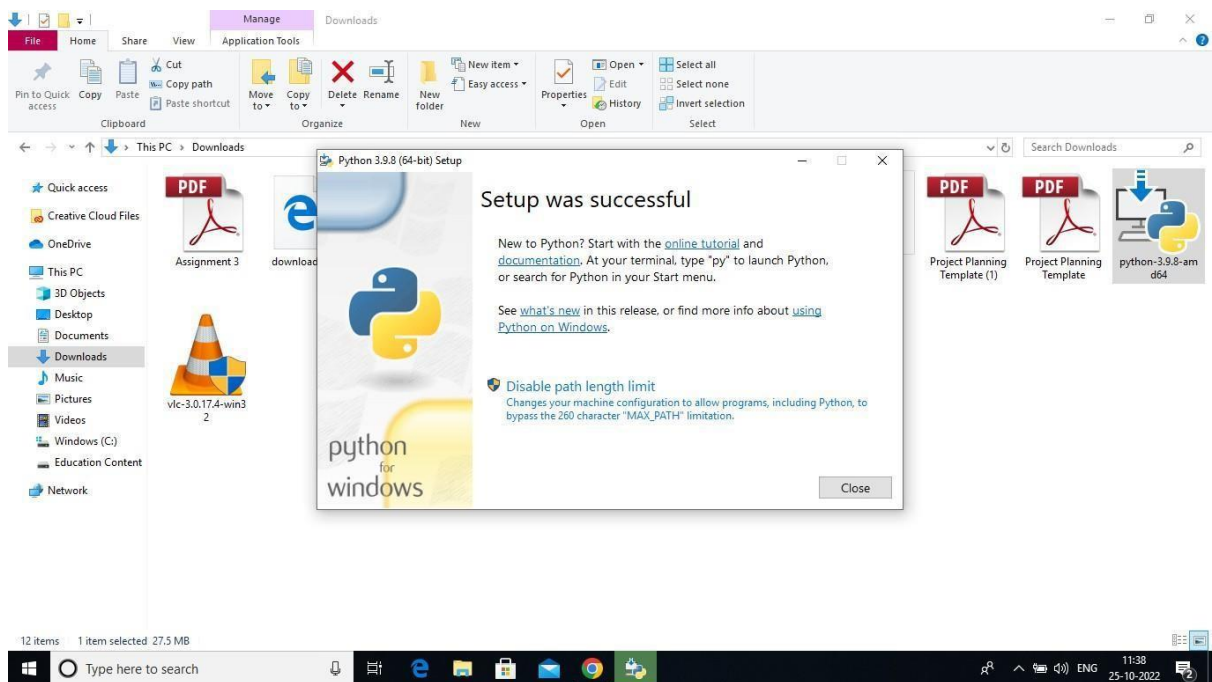 Manage
Downloads
File
Home
Share
View
Application Tools
Pin to Quick access
Copy
Paste
Cut
Copy path
Paste shortcut
Clipboard
Move to
Copy to
Delete
Rename
Organize
New folder
New item
Easy access
New
Properties
Open
Edit
History
Open
Select all
Select none
Invert selection
Select
This PC > Downloads
Search Downloads
Quick access
Creative Cloud Files
OneDrive
This PC
3D Objects
Desktop
Documents
Downloads
Music
Pictures
Videos
Windows (C:)
Education Content
Network
PDF
Assignment 3
download
vlc-3.0.17.4-win3
2
PDF
Project Planning
Template (1)
PDF
Project Planning
Template
python-3.9.8-am
d64
Python 3.9.8 (64-bit) Setup
Setup was successful
New to Python? Start with the online tutorial and
documentation. At your terminal, type "py" to launch Python,
or search for Python in your Start menu.
See what's new in this release, or find more info about using
Python on Windows.
Disable path length limit
Changes your machine configuration to allow programs, including Python, to
bypass the 260 character "MAX_PATH" limitation.
python
for
windows
Close
12 items
1 item selected 27.5 MB
Type here to search
ENG
11:38
25-10-2022
2